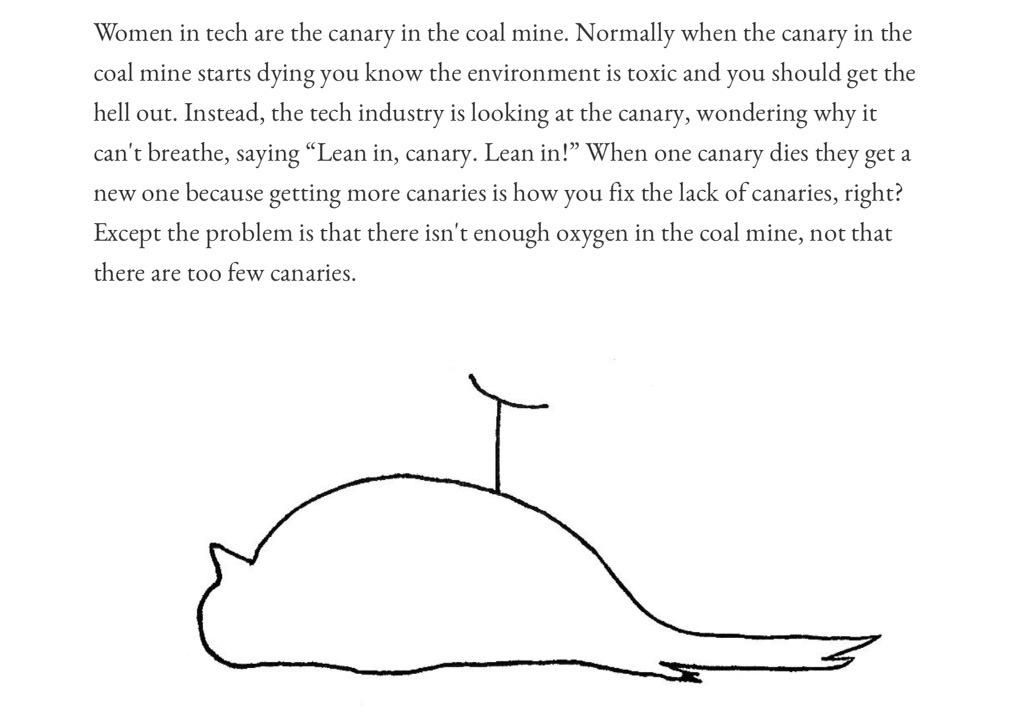 Women in tech are the canary in the coal mine. Normally when the canary in the
coal mine starts dying you know the environment is toxic and you should get the
hell out. Instead, the tech industry is looking at the canary, wondering why it
can't breathe, saying “Lean in, canary. Lean in!” When one canary dies they get a
new one because getting more canaries is how you fix the lack of canaries, right?
Except the problem is that there isn't enough oxygen in the coal mine, not that
there are too few canaries.